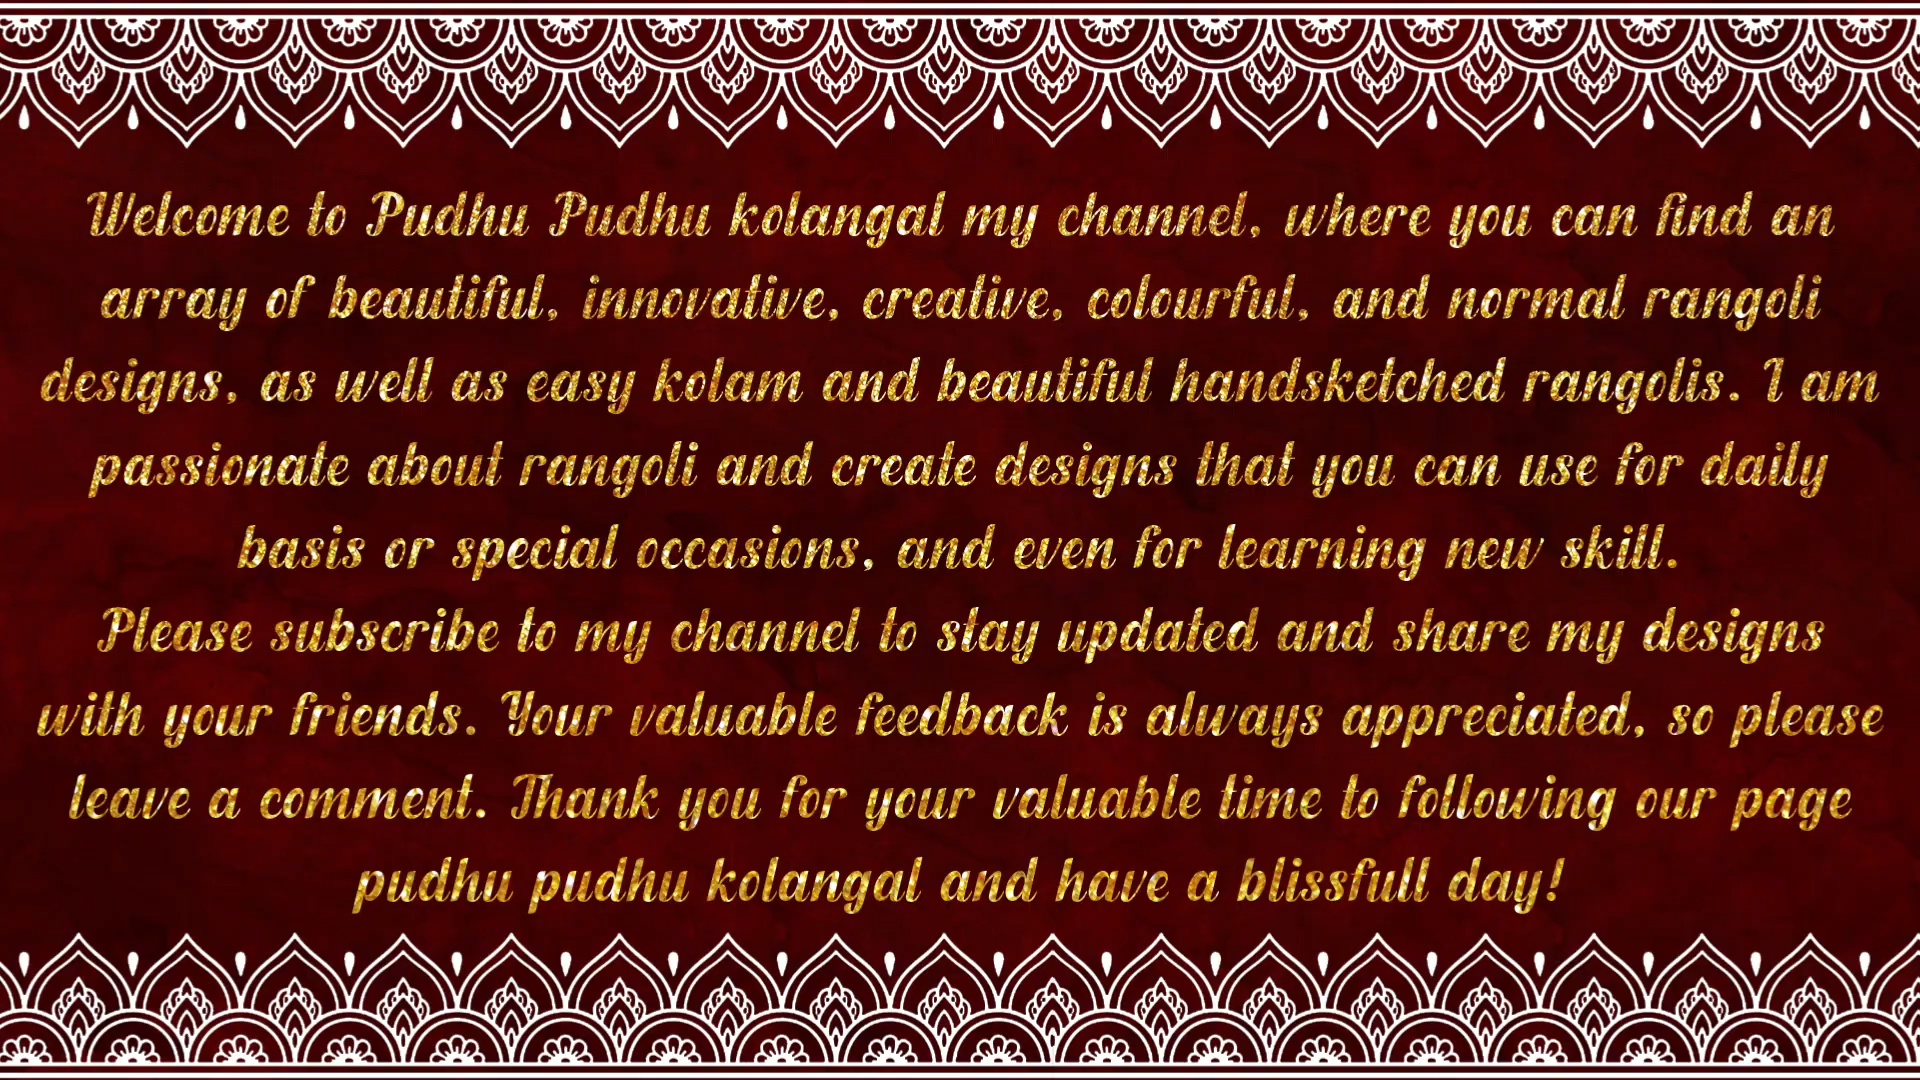 Welcome to Pudhu Pudhu kolangal my channel, where you can find an
array of beautiful, innovative, creative, colourful, and normal rangoli
designs, as well as easy kolam and beautiful handsketched rangolis. I am
passionate about rangoli and create designs that you can use for daily
basis or special occasions, and even for learning new skill.
Please subscribe to my channel to stay updated and share my designs
with your friends. Your valuable feedback is always appreciated, so please
leave a comment. Thank you for your valuable time to following our page
pudhu pudhu kolangal and have a blissfull day!